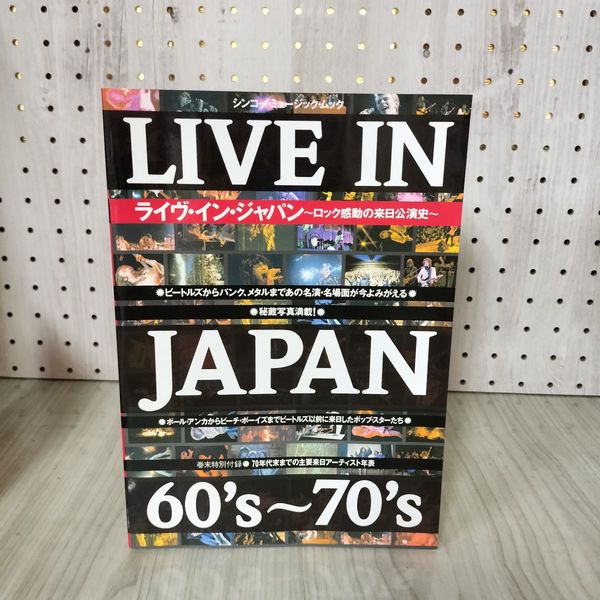 シンコー・ミュージック・ムック
LIVE IN
ライヴ・イン・ジャパン〜ロック感動の来日公演史〜
✺ビートルズからパンク、メタルまであの名演・名場面が今よみがえる✺
✺秘蔵写真満載!✺
JAPAN
✺ポール・アンカからビーチ・ボーイズまでビートルズ以前に来日したポップ・スターたち✺
巻末特別付録✺70年代末までの主要来日アーティスト年表
60's〜70's